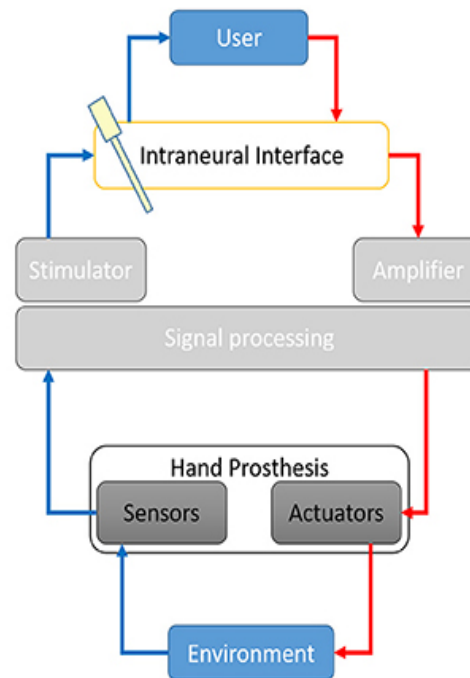 User
Intraneural Interface
Stimulator
Amplifier
Signal processing
Hand Prosthesis
Sensors
Actuators
Environment